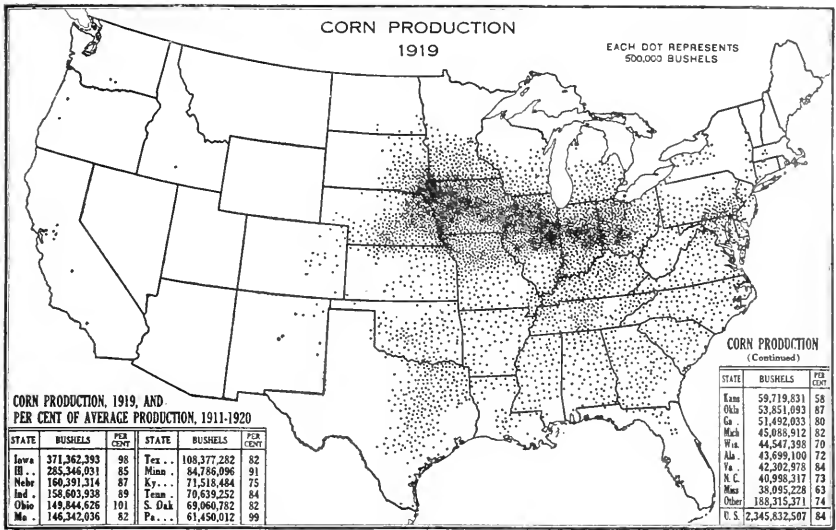 CORN PRODUCTION
1919
EACH DOT REPRESENTS
500,000 BUSHELS
CORN PRODUCTION, 1919, AND
PER CENT OF AVERAGE PRODUCTION, 1911-1920
STATE BUSHELS PER CENT STATE BUSHELS PER CENT
Iowa 371,362,393 98 Tex... 108,377,282 82
Ill.. 285,346,031 85 Minn. 84,786,096 91
Nebr 160,391,314 87 Ky... 71,518,484 75
Ind. 158,603,938 89 Tenn. 70,639,252 84
Ohio 149,844,626 101 S. Dak 69,060,782 82
Mo.. 146,342,036 82 Pa... 61,450,012 99
CORN PRODUCTION
(Continued)
STATE BUSHELS PER CENT
Kans 59,719,831 58
Okla 53,851,093 87
Ga. 51,492,033 80
Mich 45,088,912 82
Wis. 44,547,398 70
Ala. 43,699,100 72
Va. 42,302,978 84
N. C. 40,998,317 73
Miss 38,095,228 63
Other 188,315,371 74
U. S. 2,345,832,507 84